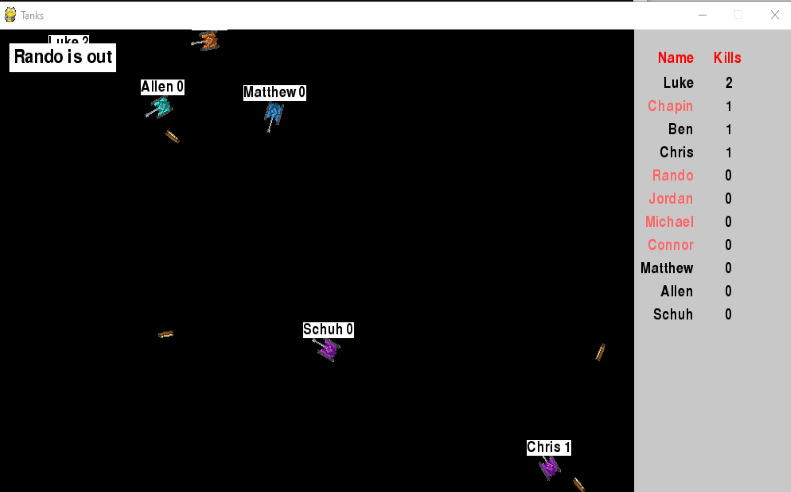 Tanks
Luke 2
Rando is out
Allen 0
Matthew 0
Schuh 0
Chris 1
Name Kills
Luke 2
Chapin 1
Ben 1
Chris 1
Rando 0
Jordan 0
Michael 0
Connor 0
Matthew 0
Allen 0
Schuh 0